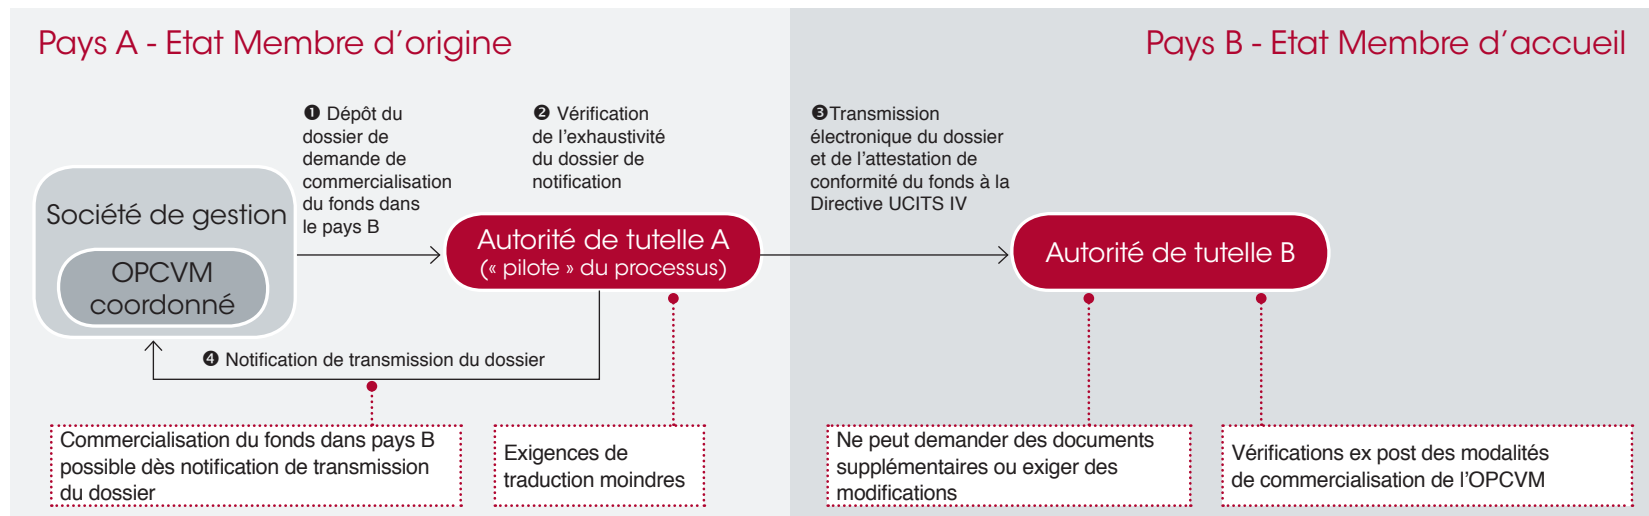 Pays A - Etat Membre d'origine
Pays B - Etat Membre d'accueil
❶ Dépôt du
dossier de
demande de
commercialisation
du fonds dans
le pays B
❷ Vérification
de l'exhaustivité
du dossier de
notification
❸Transmission
électronique du dossier
et de l'attestation de
conformité du fonds à la
Directive UCITS IV
Société de gestion
OPCVM
coordonné
Autorité de tutelle A
(« pilote » du processus)
Autorité de tutelle B
❹ Notification de transmission du dossier
Commercialisation du fonds dans pays B
possible dès notification de transmission
du dossier
Exigences de
traduction moindres
Ne peut demander des documents
supplémentaires ou exiger des
modifications
Vérifications ex post des modalités
de commercialisation de l'OPCVM